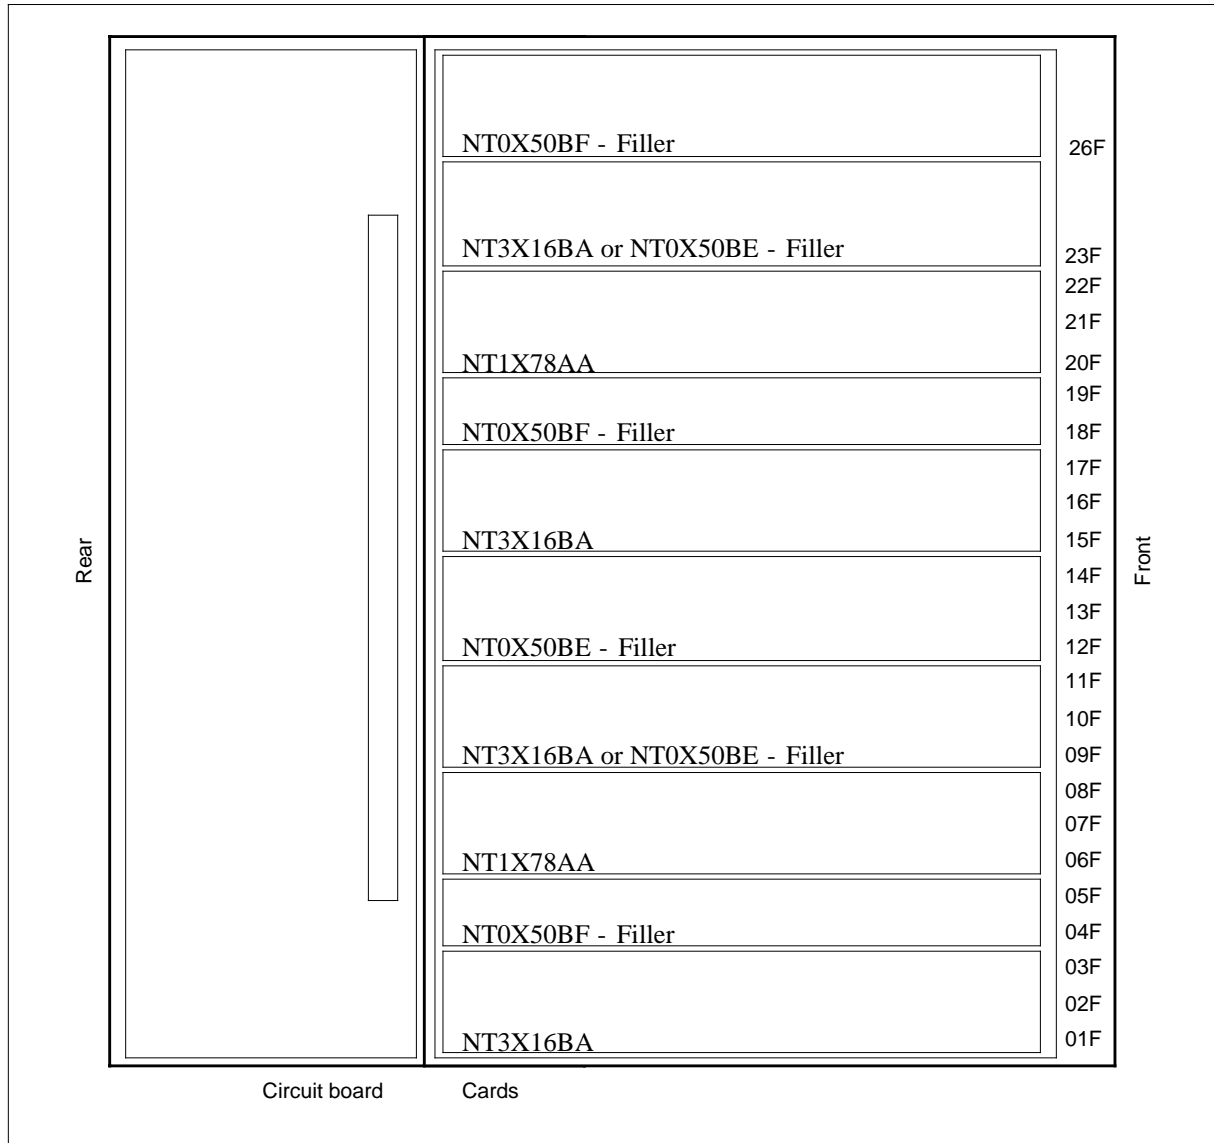 NT0X50BF - Filler 26F
NT3X16BA or NT0X50BE - Filler 23F
22F
21F
NT1X78AA 20F
19F
NT0X50BF - Filler 18F
17F
16F
NT3X16BA 15F
Rear
Front
14F
13F
NT0X50BE - Filler 12F
11F
10F
NT3X16BA or NT0X50BE - Filler 09F
08F
07F
NT1X78AA 06F
05F
NT0X50BF - Filler 04F
03F
02F
NT3X16BA 01F
Circuit board Cards